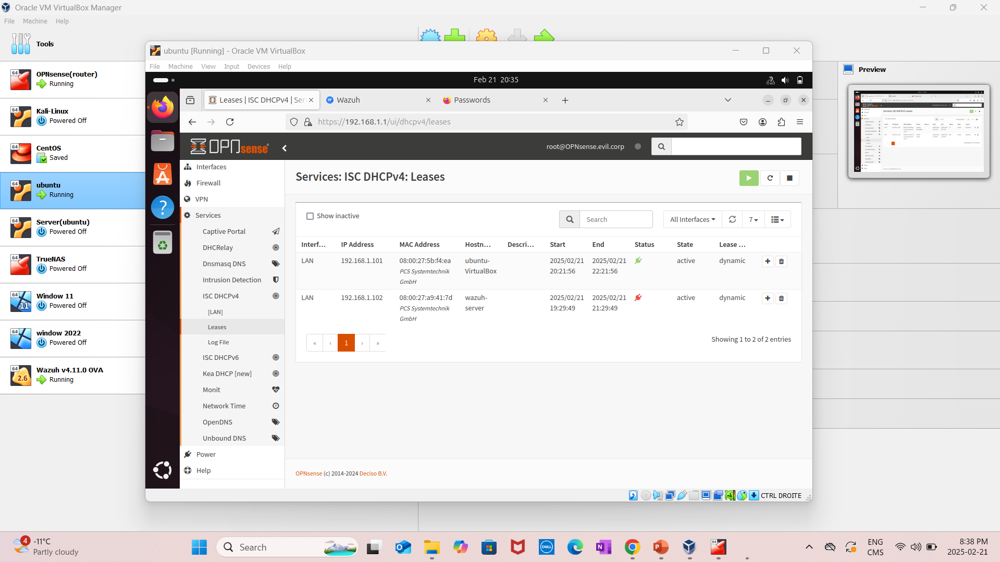 Oracle VM VirtualBox Manager
File Machine Help
Tools
64
OPNsense(router)
Running
64
Kali-Linux
Powered Off
64
CentOS
Saved
64
ubuntu
Running
64
Server(ubuntu)
Powered Off
64
TrueNAS
Powered Off
64
11
Window 11
Powered Off
64
window 2022
Powered Off
64
2.6
Wazuh v4.11.0 OVA
Running
Preview
64
ubuntu [Running] - Oracle VM VirtualBox
File Machine View Input Devices Help
Feb 21 20:35
Leases | ISC DHCPv4 | Ser
Wazuh
Passwords
https://192.168.1.1/ui/dhcpv4/leases
OPNsense
root@OPNsense.evil.corp
Interfaces
Firewall
VPN
Services
Captive Portal
DHCRelay
Dnsmasq DNS
Intrusion Detection
ISC DHCPv4
[LAN]
Leases
Log File
ISC DHCPv6
Kea DHCP [new]
Monit
Network Time
OpenDNS
Unbound DNS
Power
Help
Services: ISC DHCPv4: Leases
Show inactive
Search
All Interfaces
7
Interf... IP Address MAC Address Hostn... Descri... Start End Status State Lease ...
LAN 192.168.1.101 08:00:27:5b:f4:ea ubuntu- 2025/02/21 2025/02/21 active dynamic
PCS Systemtechnik VirtualBox 20:21:56 22:21:56
GmbH
LAN 192.168.1.102 08:00:27:a9:41:7d wazuh- 2025/02/21 2025/02/21 active dynamic
PCS Systemtechnik server 19:29:49 21:29:49
GmbH
« ‹ 1 › »
Showing 1 to 2 of 2 entries
OPNsense (c) 2014-2024 Deciso B.V.
CTRL DROITE
4
-11°C
Partly cloudy
Search
DELL
64
ENG
CMS
8:38 PM
2025-02-21